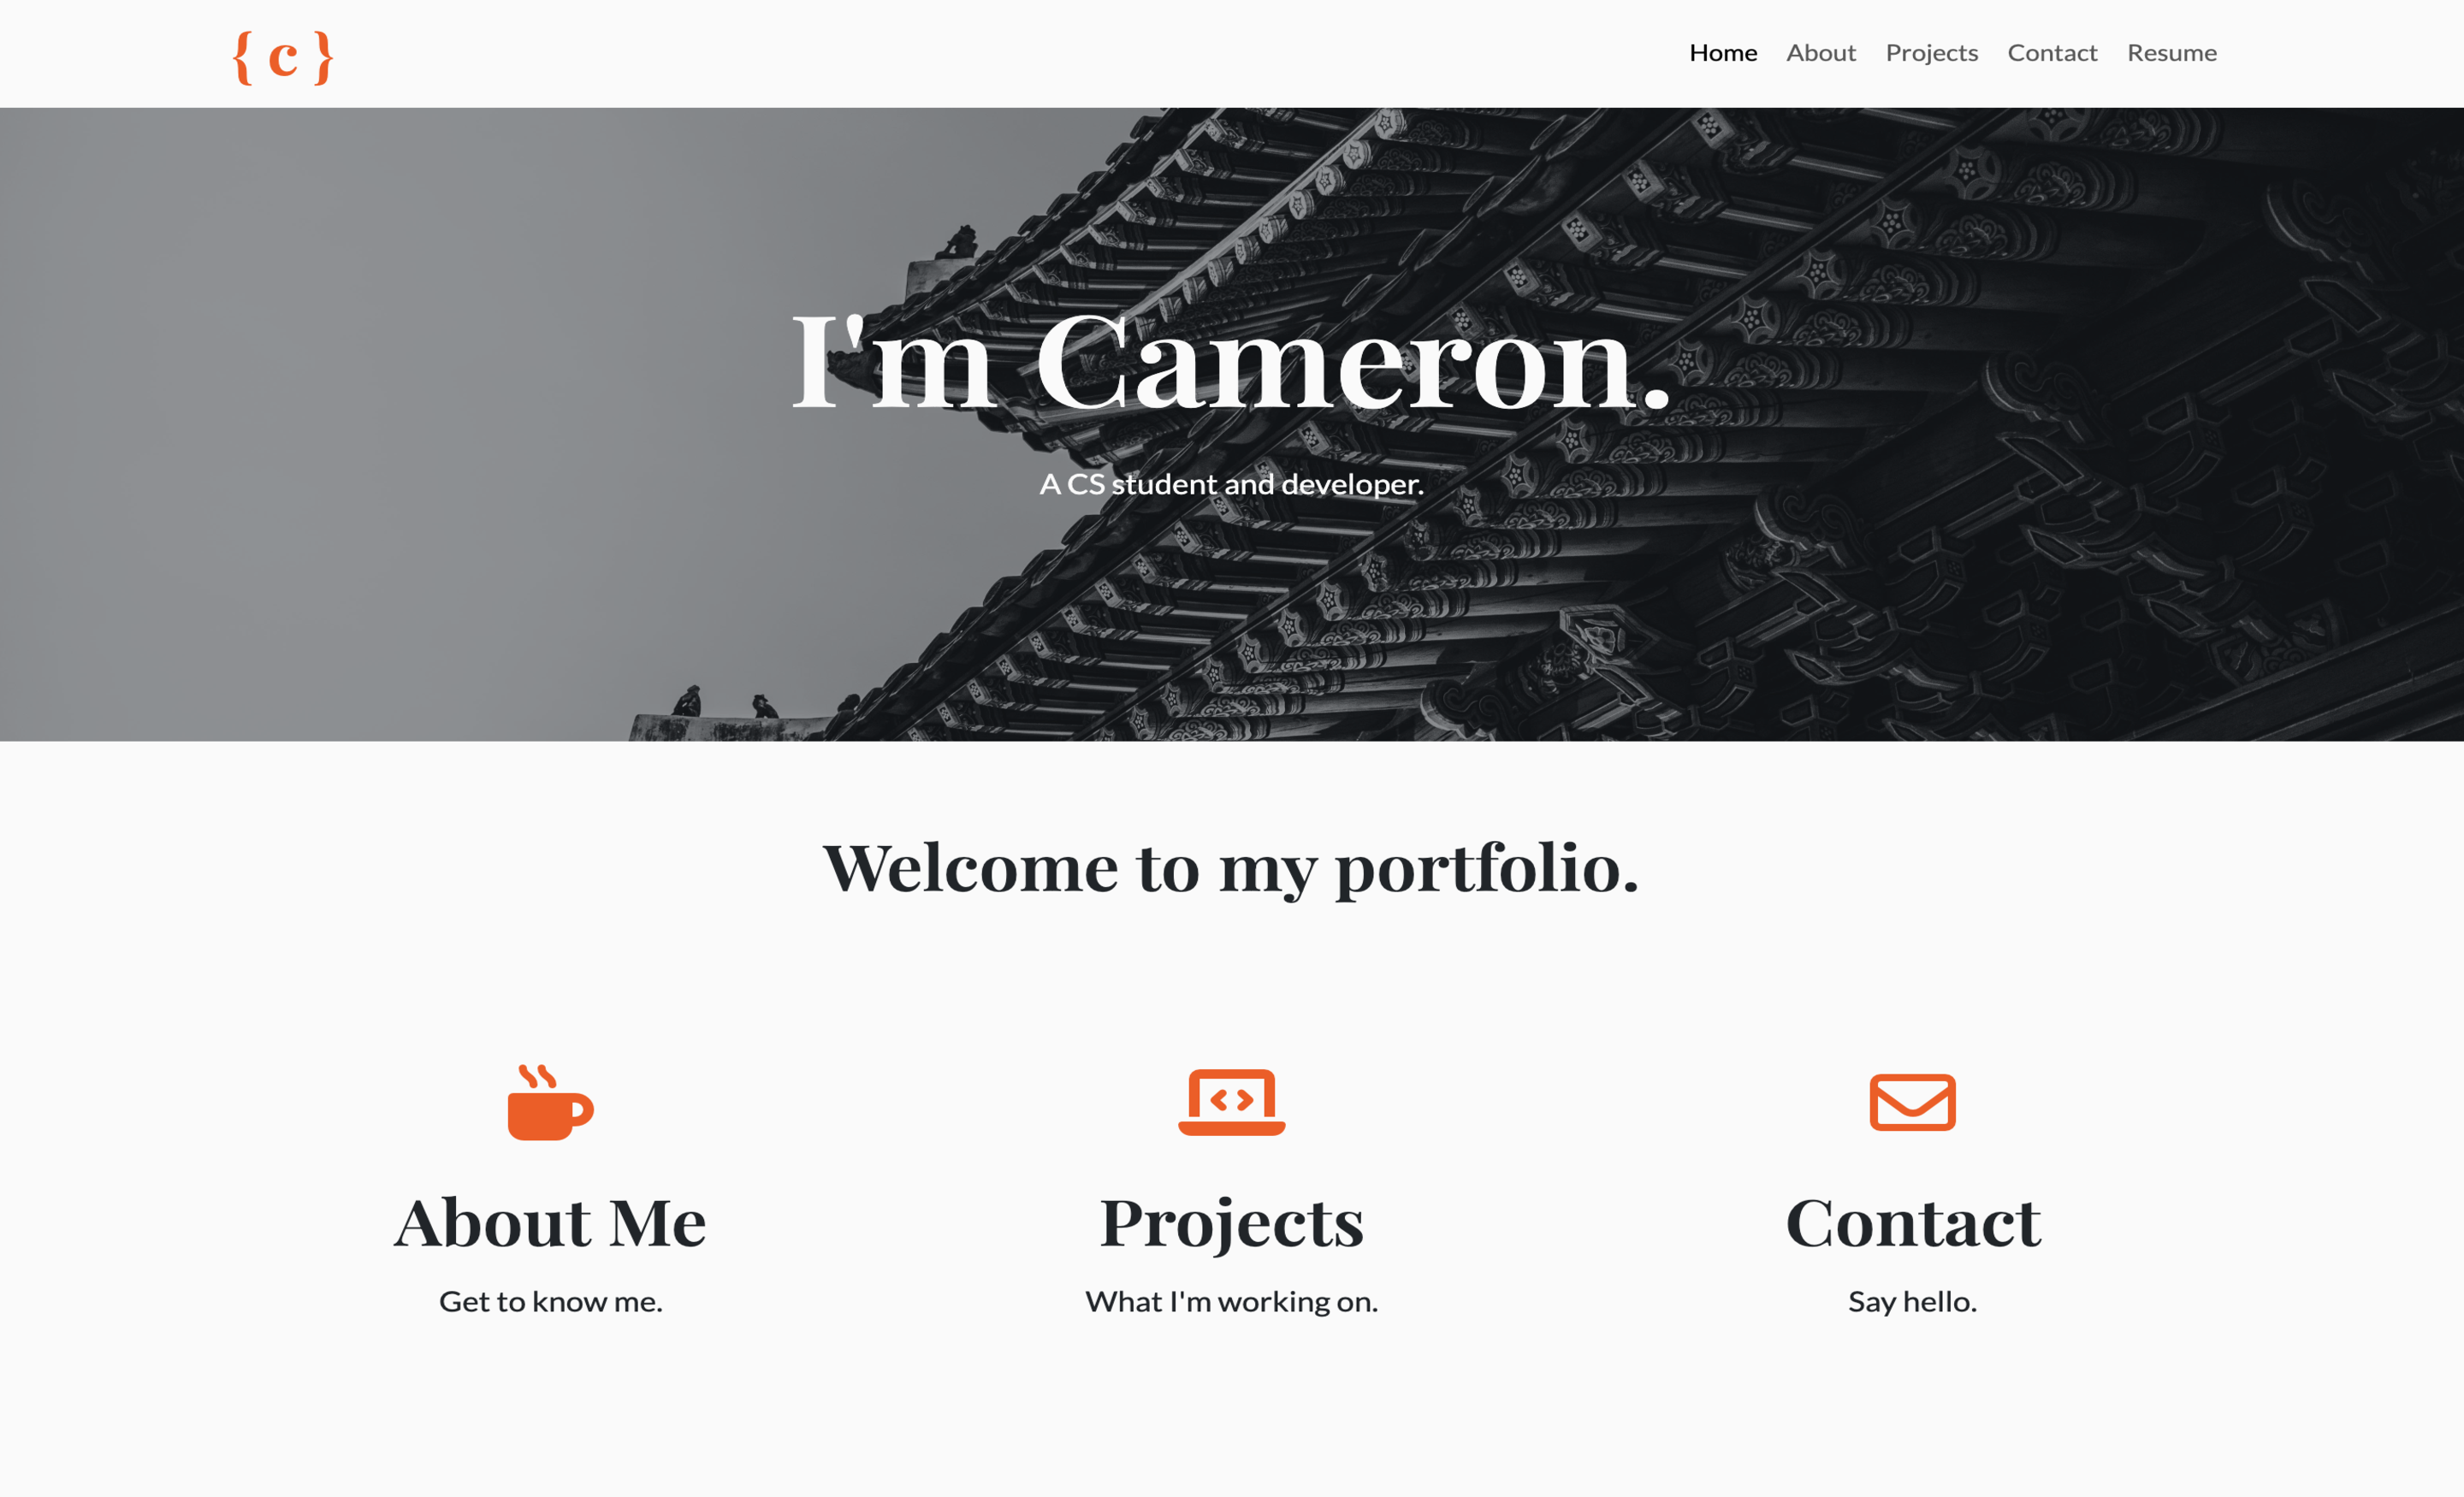 { c }
Home About Projects Contact Resume
I'm Cameron.
A CS student and developer.
Welcome to my portfolio.
About Me
Get to know me.
Projects
What I'm working on.
Contact
Say hello.